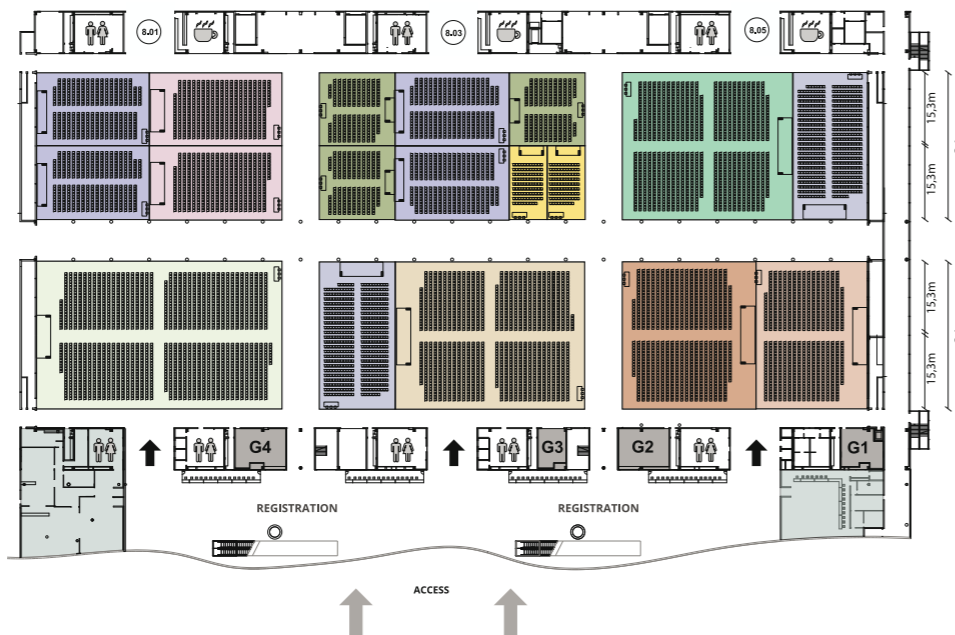 8.01
8.03
8.05
15,3m
15,3m
15,3m
15,3m
G4
G3
G2
G1
REGISTRATION
REGISTRATION
ACCESS